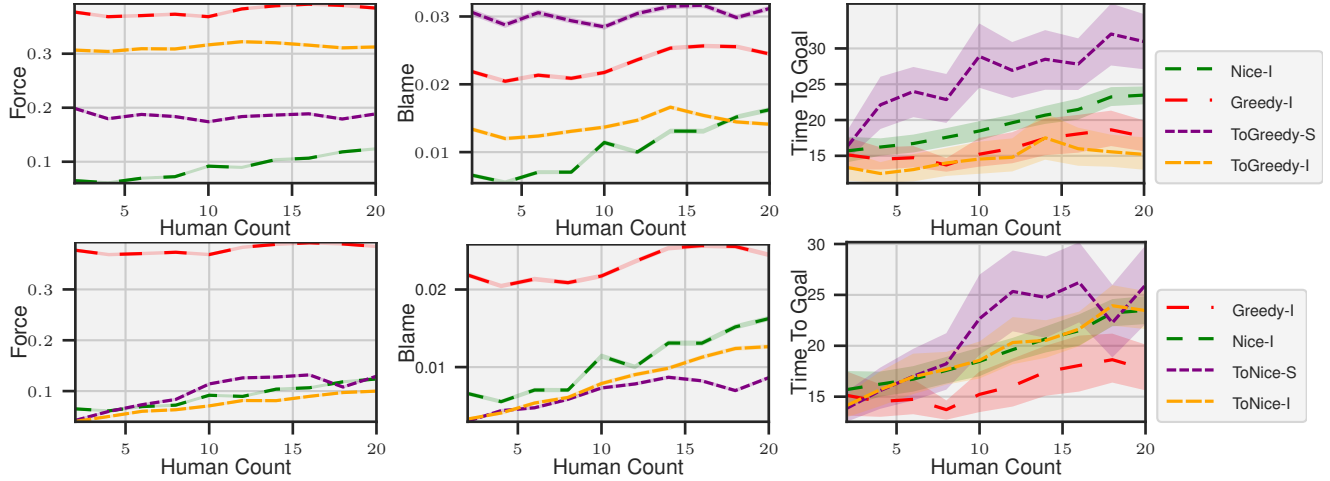 Force
0.3
0.2
0.1
5
10
15
20
Human Count
Blame
0.03
0.02
0.01
5
10
15
20
Human Count
Time To Goal
30
25
20
15
5
10
15
20
Human Count
Nice-I
Greedy-I
ToGreedy-S
ToGreedy-I
Force
0.3
0.2
0.1
5
10
15
20
Human Count
Blame
0.02
0.01
5
10
15
20
Human Count
Time To Goal
30
25
20
15
5
10
15
20
Human Count
Greedy-I
Nice-I
ToNice-S
ToNice-I